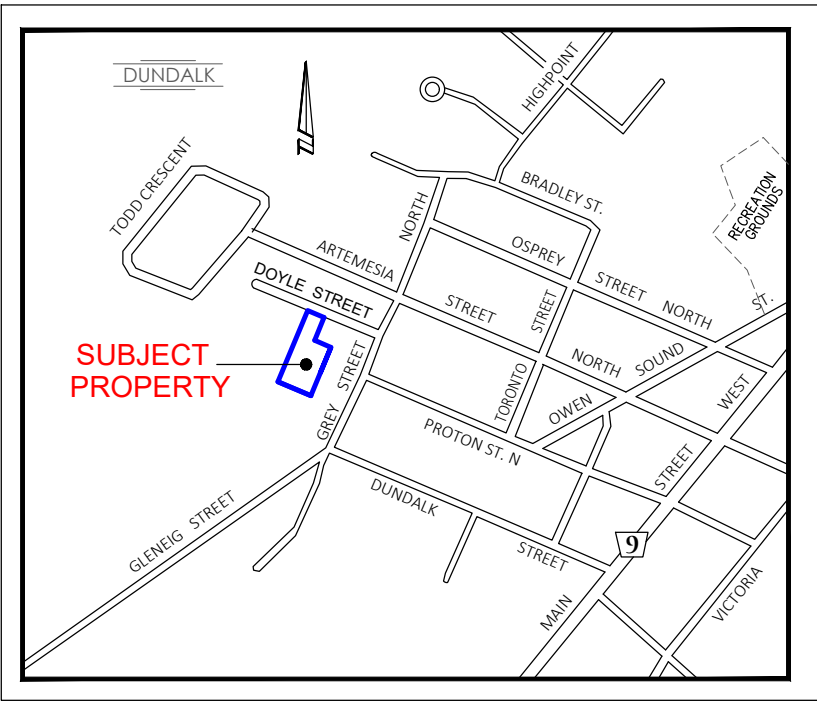 DUNDALK
HIGHPOINT
TODD CRESCENT
BRADLEY ST.
RECREATION
GROUNDS
NORTH
ARTEMESIA
OSPREY
DOYLE STREET
STREET
NORTH
ST.
STREET
STREET
NORTH
SOUND
SUBJECT
PROPERTY
STREET
GREY
TORONTO
OWEN
WEST
PROTON ST. N
STREET
DUNDALK
GLENEIG STREET
STREET
9
MAIN
VICTORIA